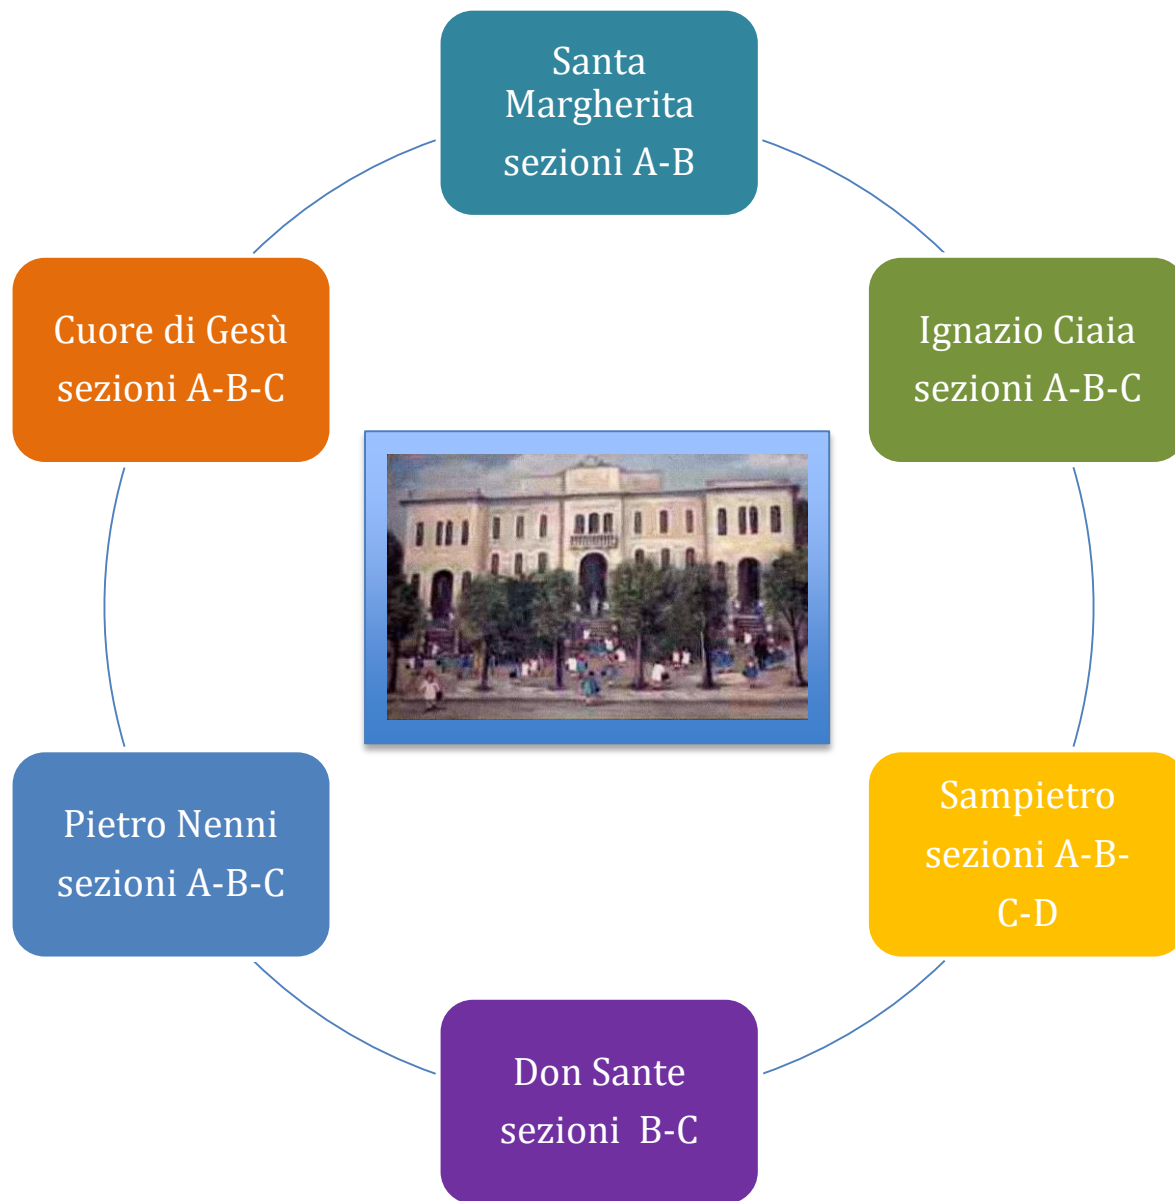 Santa
Margherita
sezioni A-B
Cuore di Gesù
sezioni A-B-C
Ignazio Ciaia
sezioni A-B-C
Pietro Nenni
sezioni A-B-C
Sampietro
sezioni A-B-
C-D
Don Sante
sezioni  B-C